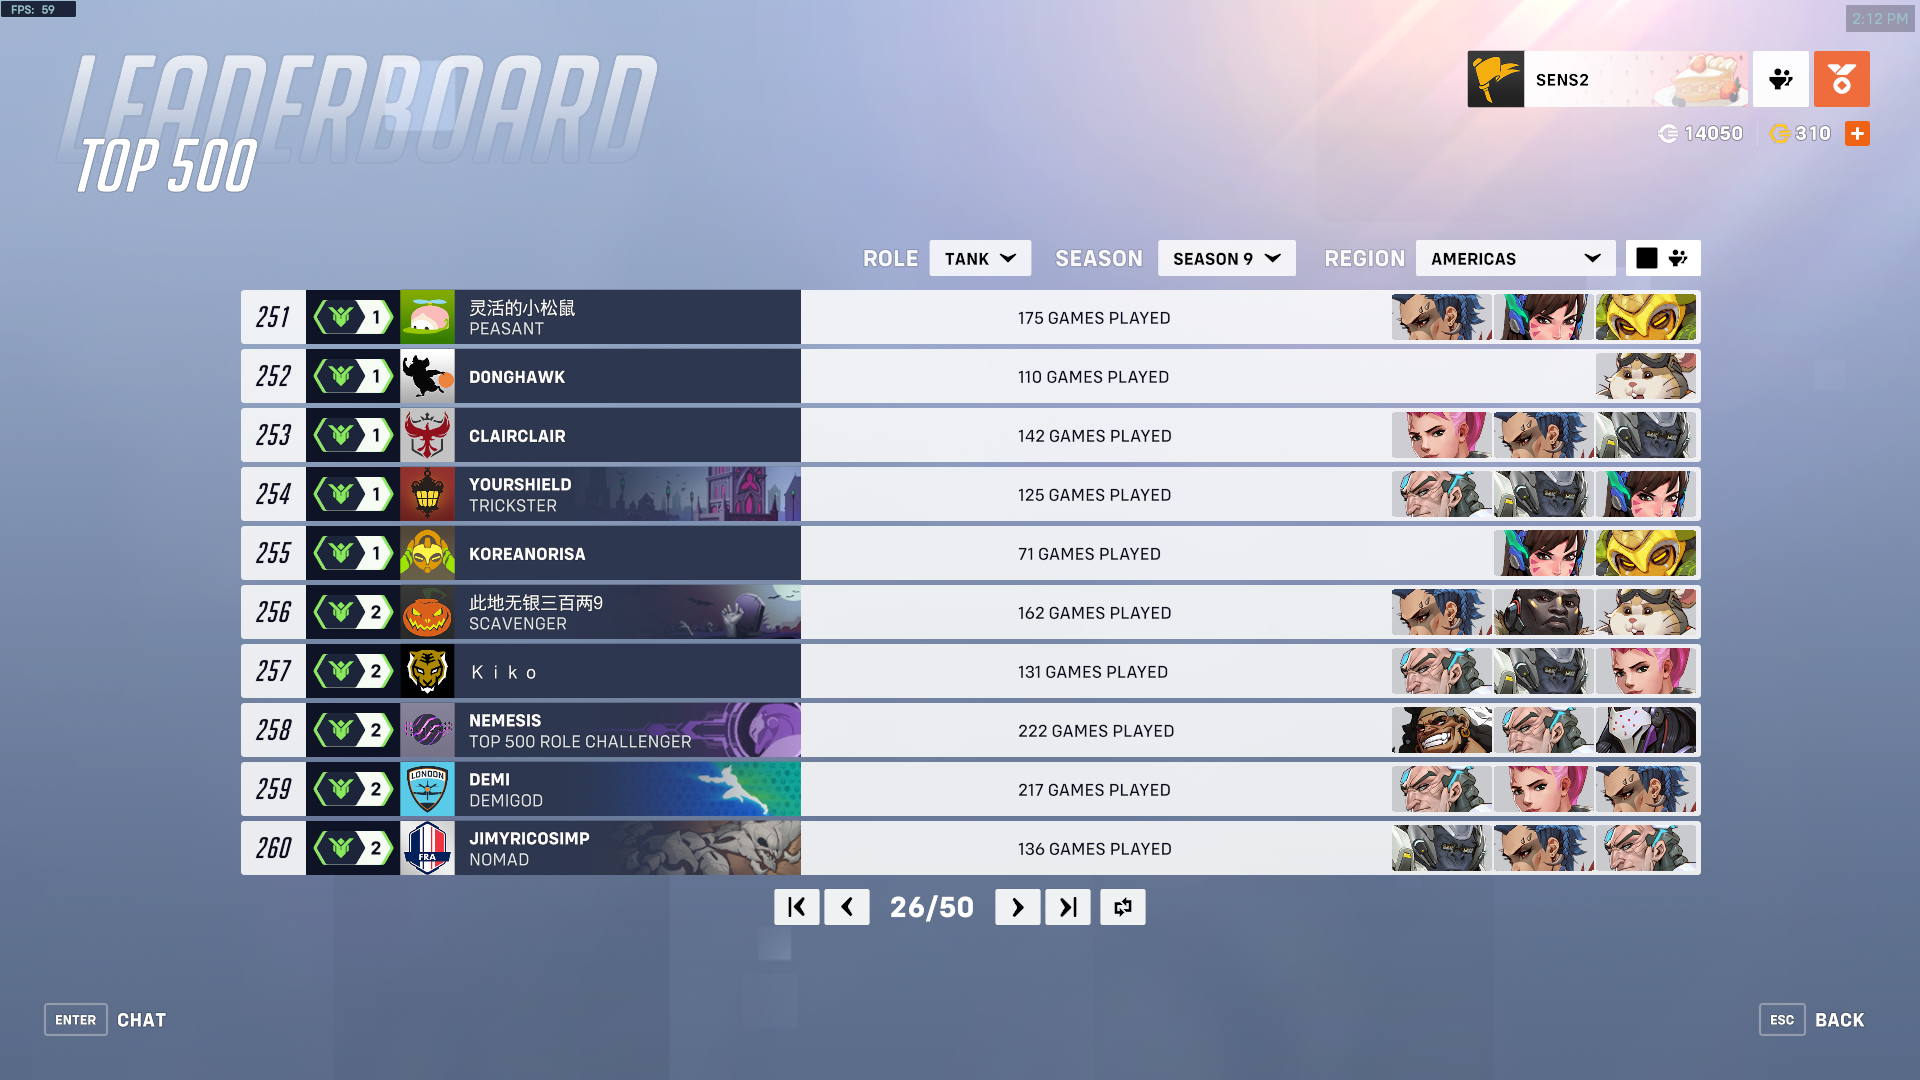 FPS: 59
2:12 PM
LEADERBOARD
TOP 500
SENS2
14050
310
ROLE
TANK
SEASON
SEASON 9
REGION
AMERICAS
251 1 灵活的小松鼠 175 GAMES PLAYED
PEASANT
252 1 DONGHAWK 110 GAMES PLAYED
253 1 CLAIRCLAIR 142 GAMES PLAYED
254 1 YOURSHIELD 125 GAMES PLAYED
TRICKSTER
255 1 KOREANORISA 71 GAMES PLAYED
256 2 此地无银三百两9 162 GAMES PLAYED
SCAVENGER
257 2 Ｋｉｋｏ 131 GAMES PLAYED
258 2 NEMESIS 222 GAMES PLAYED
TOP 500 ROLE CHALLENGER
259 2 LONDON DEMI 217 GAMES PLAYED
DEMIGOD
260 2 FRA JIMYRICOSIMP 136 GAMES PLAYED
NOMAD
26/50
ENTER CHAT
ESC BACK